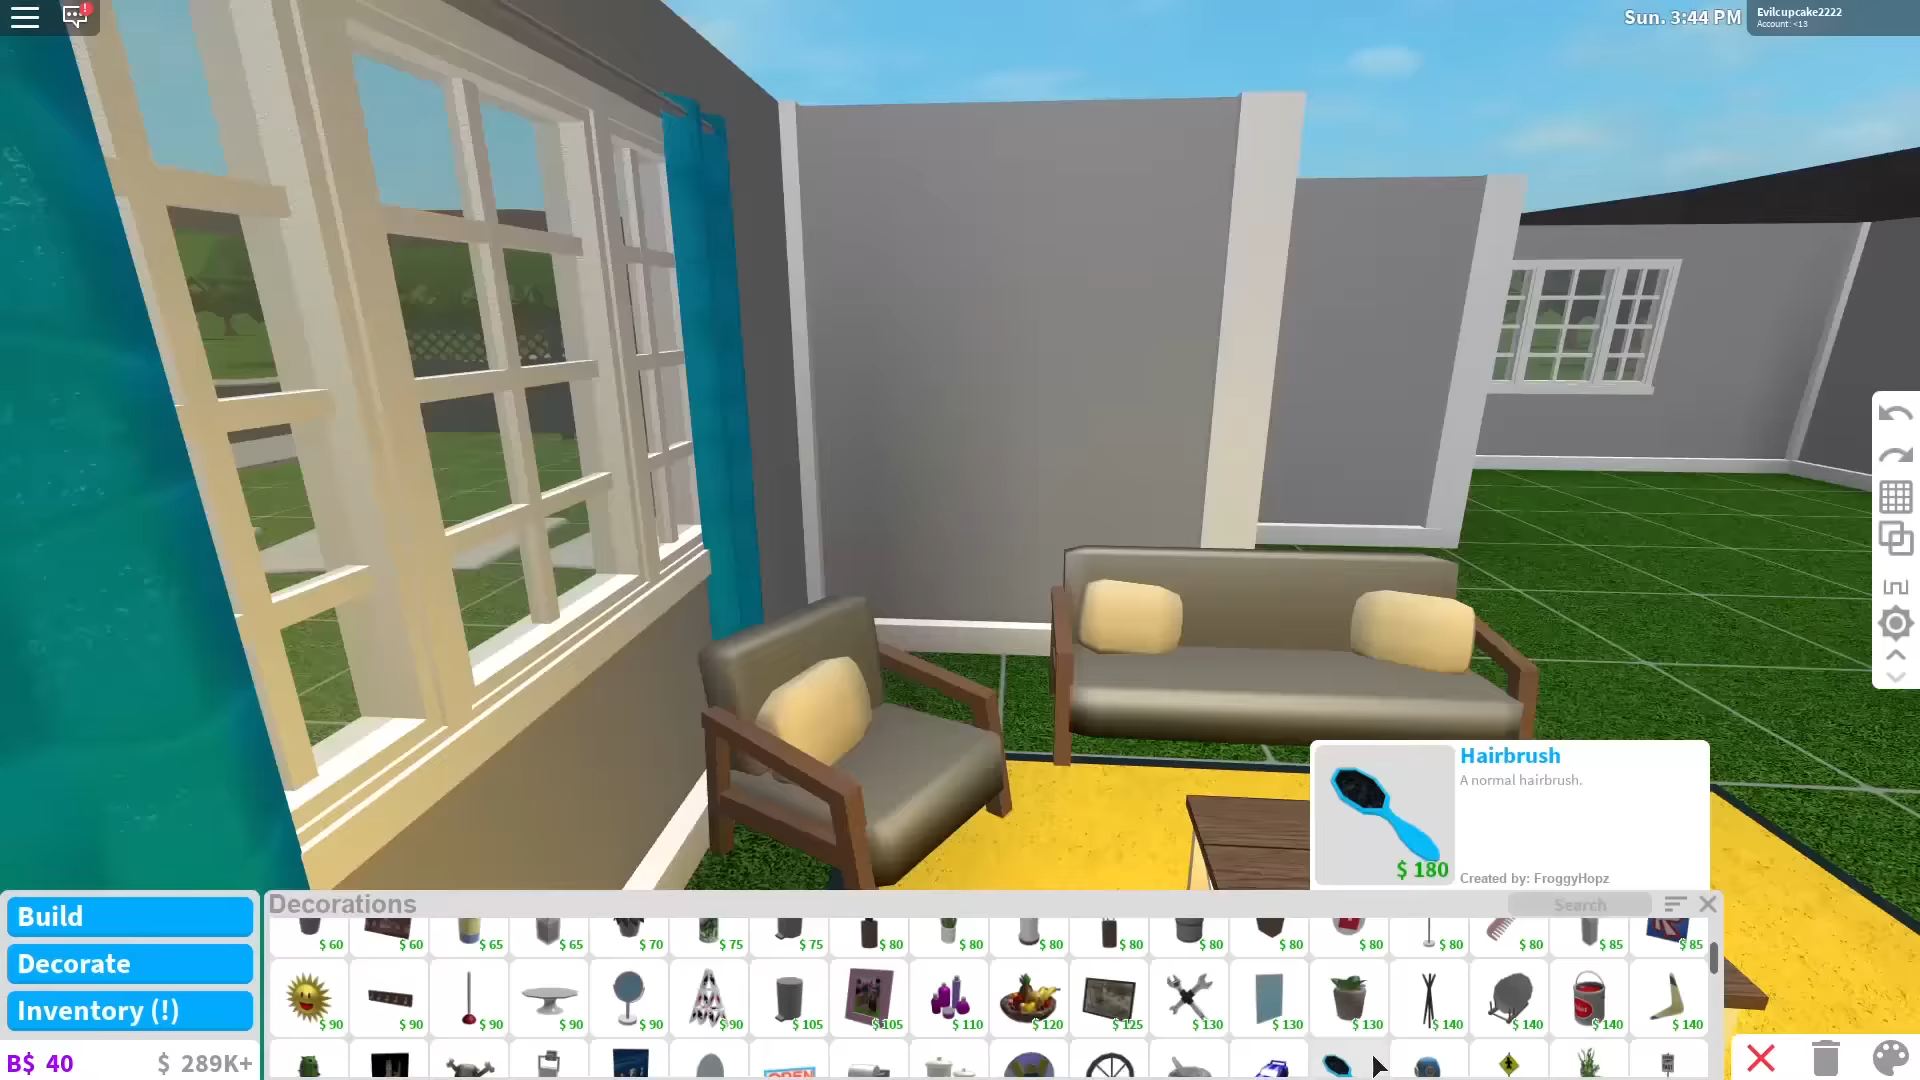 Sun. 3:44 PM
Evilcupcake2222
Account: <13
Hairbrush
A normal hairbrush.
$ 180
Created by: FroggyHopz
Build
Decorate
Inventory (!)
B$ 40
$ 289K+
Decorations
Search
$ 60
$ 60
$ 65
$ 65
$ 70
$ 75
$ 75
$ 80
$ 80
$ 80
$ 80
$ 80
$ 80
$ 80
$ 80
$ 80
$ 85
$ 85
$ 90
$ 90
$ 90
$ 90
$ 90
$ 90
$ 105
$ 105
$ 110
$ 120
$ 125
$ 130
$ 130
$ 130
$ 140
$ 140
$ 140
$ 140
OPEN